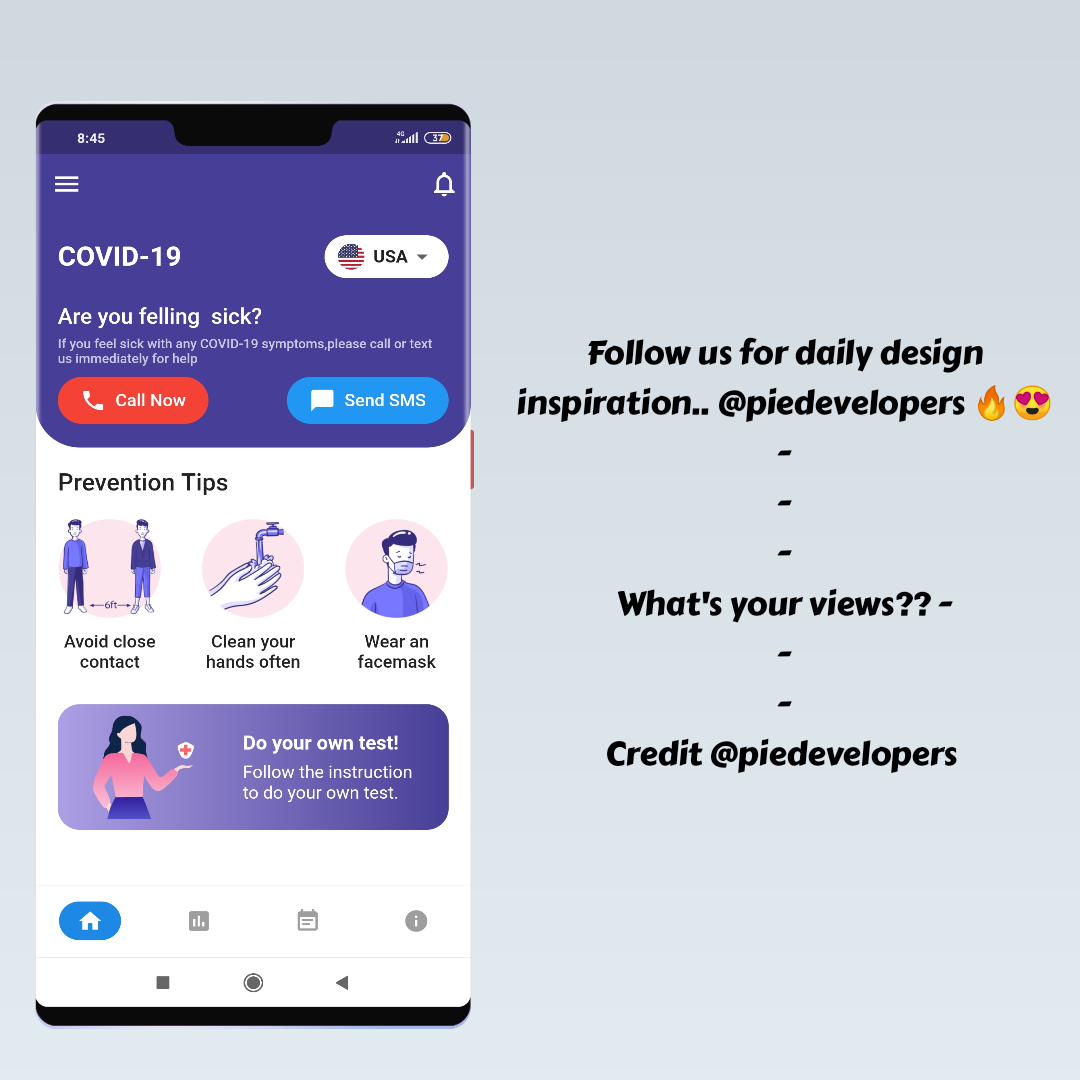 8:45
4G
37
COVID-19
USA
Are you felling  sick?
If you feel sick with any COVID-19 symptoms,please call or text
us immediately for help
Call Now
Send SMS
Prevention Tips
6ft
Avoid close
contact
Clean your
hands often
Wear an
facemask
Do your own test!
Follow the instruction
to do your own test.
Follow us for daily design
inspiration.. @piedevelopers 🔥😍
-
-
-
What's your views?? -
-
-
Credit @piedevelopers